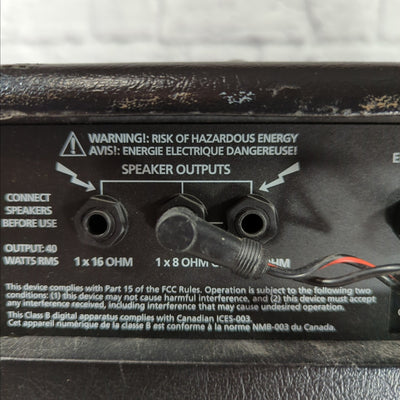 WARNING!: RISK OF HAZARDOUS ENERGY
AVIS!: ENERGIE ELECTRIQUE DANGEREUSE!
SPEAKER OUTPUTS
CONNECT
SPEAKERS
BEFORE USE
OUTPUT: 40
WATTS RMS
1 x 16 OHM
1 x 8 OHM
OHM
E
This device complies with Part 15 of the FCC Rules. Operation is subject to the following two
conditions: (1) this device may not cause harmful interference, and (2) this device must accept
any interference received, including interference that may cause undesired operation.
This Class B digital apparatus complies with Canadian ICES-003.
Cet appareil numérique de la classe B est conforme à la norme NMB-003 du Canada.